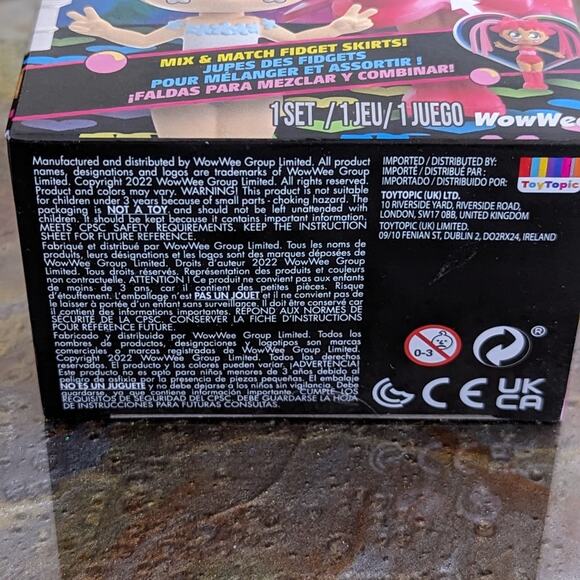 MIX & MATCH FIDGET SKIRTS!
JUPES DES FIDGETS
POUR MÉLANGER ET ASSORTIR !
¡FALDAS PARA MEZCLAR Y COMBINAR!
1 SET / 1 JEU / 1 JUEGO
WowWee
Manufactured and distributed by WowWee Group Limited. All product
names, designations and logos are trademarks of WowWee Group
Limited. Copyright 2022 WowWee Group Limited. All rights reserved.
Product and colors may vary. WARNING! This product is not suitable
for children under 3 years because of small parts - choking hazard. The
packaging is NOT A TOY, and should not be left unattended with
children. It should be kept because it contains important information.
MEETS CPSC SAFETY REQUIREMENTS. KEEP THE INSTRUCTION
SHEET FOR FUTURE REFERENCE.
Fabriqué et distribué par WowWee Group Limited. Tous les noms de
produits, leurs désignations et les logos sont des marques déposées de
WowWee Group Limited. Droits d'auteur 2022 WowWee Group
Limited. Tous droits réservés. Représentation des produits et couleurs
non contractuelle. ATTENTION ! Ce produit ne convient pas aux enfants
de moins de 3 ans, car il contient des petites pièces. Risque
d'étouffement. L'emballage n'est PAS UN JOUET et il ne convient pas de
le laisser à portée d'un enfant sans surveillance. Il doit être conservé car
il contient des informations importantes. RÉPOND AUX NORMES DE
SÉCURITÉ DE LA CPSC. CONSERVER LA FICHE D'INSTRUCTIONS
POUR RÉFÉRENCE FUTURE.
Fabricado y distribuido por WowWee Group Limited. Todos los
nombres de productos, designaciones y logotipos son marcas
comerciales o marcas registradas de WowWee Group Limited.
Copyright 2022 WowWee Group Limited. Todos los derechos
reservados. El producto y los colores pueden variar. ¡ADVERTENCIA!
Este producto no es apto para niños menores de 3 años debido al
peligro de asfixia por la presencia de piezas pequeñas. El embalaje
NO ES UN JUGUETE y no debe dejarse a los niños sin vigilancia. Debe
guardarse, ya que contiene información importante. CUMPLE LOS
REQUISITOS DE SEGURIDAD DEL CPSC. DEBE GUARDARSE LA HOJA
DE INSTRUCCIONES PARA FUTURAS CONSULTAS.
IMPORTED / DISTRIBUTED BY:
IMPORTÉ / DISTRIBUÉ PAR :
IMPORTADO / DISTRIBUIDO POR:
TOYTOPIC (UK) LTD.
10 RIVERSIDE YARD, RIVERSIDE ROAD,
LONDON, SW17 0BB, UNITED KINGDOM
TOYTOPIC (UK) LIMITED.
09/10 FENIAN ST, DUBLIN 2, DO2RX24, IRELAND
ToyTopic
0-3
®
CE
UK
CA